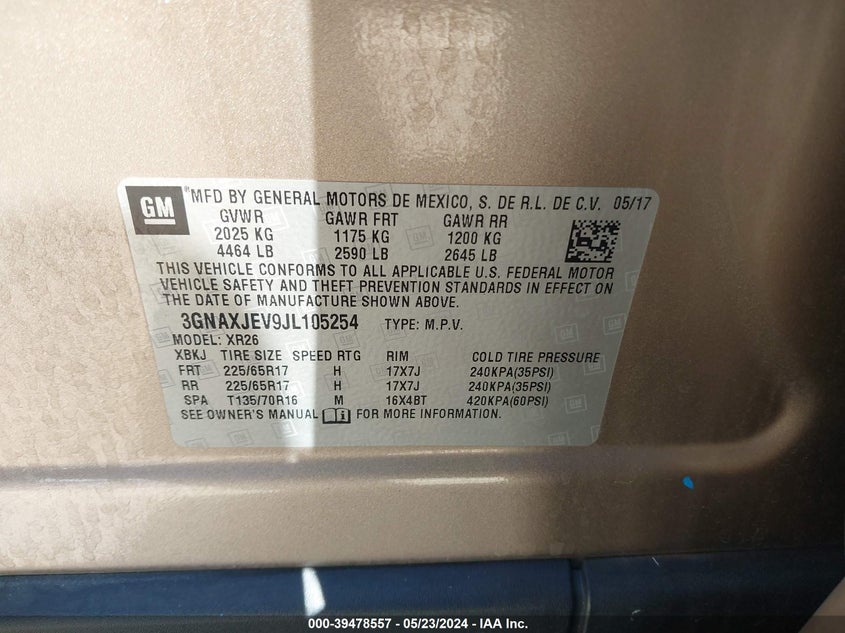 GM
®MFD BY GENERAL MOTORS DE MEXICO, S. DE R.L. DE C.V. 05/17
GVWR GAWR FRT GAWR RR
2025 KG 1175 KG 1200 KG
4464 LB 2590 LB 2645 LB
THIS VEHICLE CONFORMS TO ALL APPLICABLE U.S. FEDERAL MOTOR
VEHICLE SAFETY AND THEFT PREVENTION STANDARDS IN EFFECT ON
THE DATE OF MANUFACTURE SHOWN ABOVE.
3GNAXJEV9JL105254 TYPE: M.P.V.
MODEL: XR26
XBKJ TIRE SIZE SPEED RTG RIM COLD TIRE PRESSURE
FRT 225/65R17 H 17X7J 240KPA(35PSI)
RR 225/65R17 H 17X7J 240KPA(35PSI)
SPA T135/70R16 M 16X4BT 420KPA(60PSI)
SEE OWNER'S MANUAL FOR MORE INFORMATION.
000-39478557 - 05/23/2024 - IAA Inc.